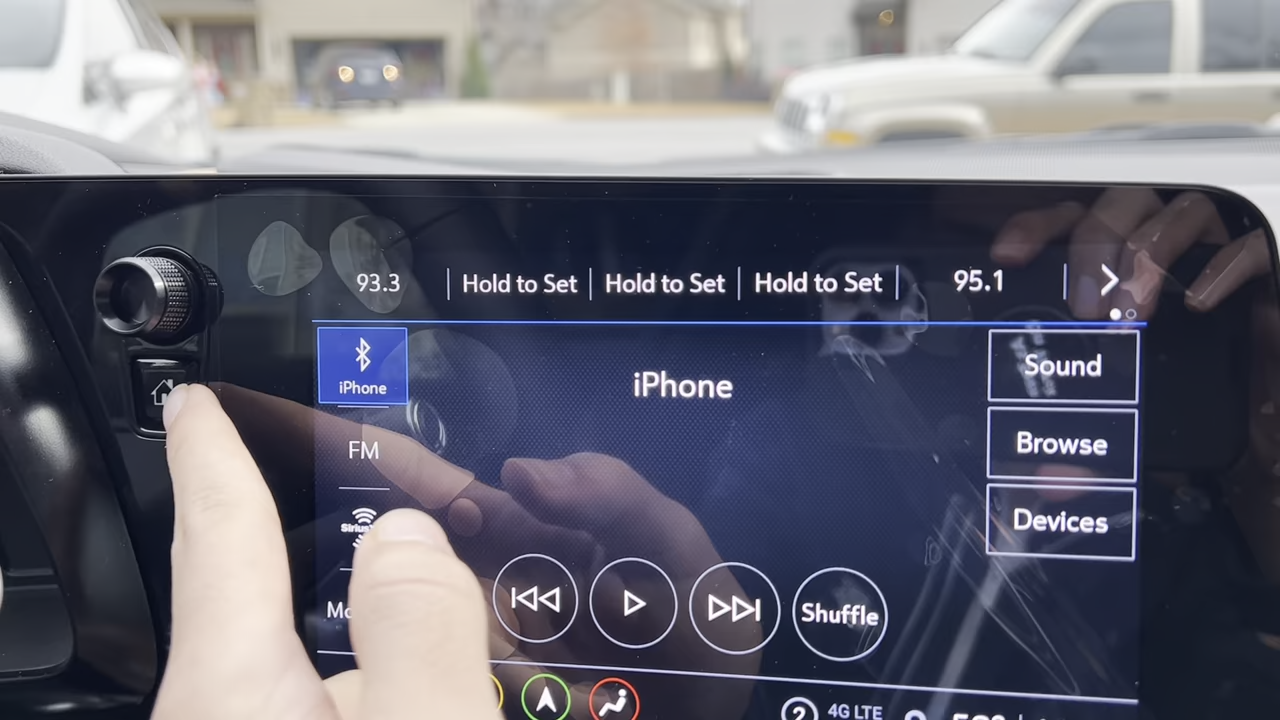 93.3 Hold to Set Hold to Set Hold to Set 95.1
iPhone
iPhone
Sound
FM
Browse
Devices
Shuffle
2 4G LTE